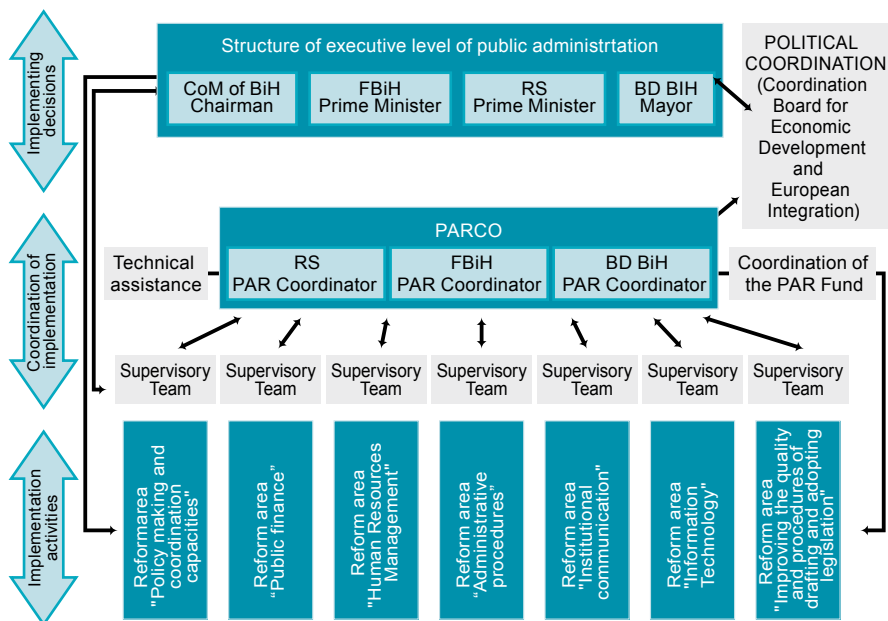 Implementing
decisions
Structure of executive level of public administrtation
CoM of BiH
Chairman
FBiH
Prime Minister
RS
Prime Minister
BD BIH
Mayor
POLITICAL
COORDINATION
(Coordination
Board for
Economic
Development
and
European
Integration)
Coordination of
implementation
PARCO
Technical
assistance
RS
PAR Coordinator
FBiH
PAR Coordinator
BD BiH
PAR Coordinator
Coordination of
the PAR Fund
Supervisory
Team
Supervisory
Team
Supervisory
Team
Supervisory
Team
Supervisory
Team
Supervisory
Team
Supervisory
Team
Implementation
activities
Reformarea
"Policy making and
coordination
capacities"
Reform area
“Public finance”
Reform area
"Human Resources
Management"
Reform area
“Administrative
procedures”
Reform area
"Institutional
communication"
Reform area
"Information
Technology"
Reform area
"Improving the quality
and procedures of
drafting and adopting
legislation"